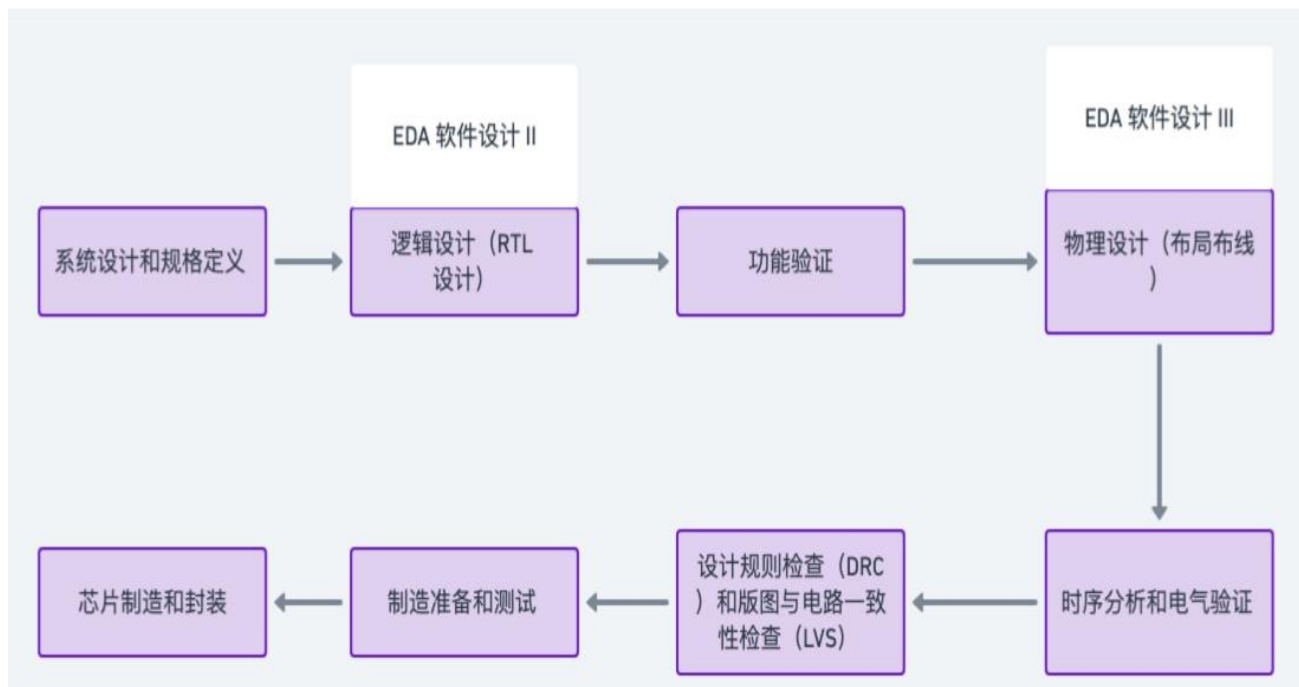 EDA 软件设计 II
EDA 软件设计 III
系统设计和规格定义
逻辑设计（RTL
设计）
功能验证
物理设计（布局布线
）
芯片制造和封装
制造准备和测试
设计规则检查（DRC
）和版图与电路一致
性检查（LVS）
时序分析和电气验证